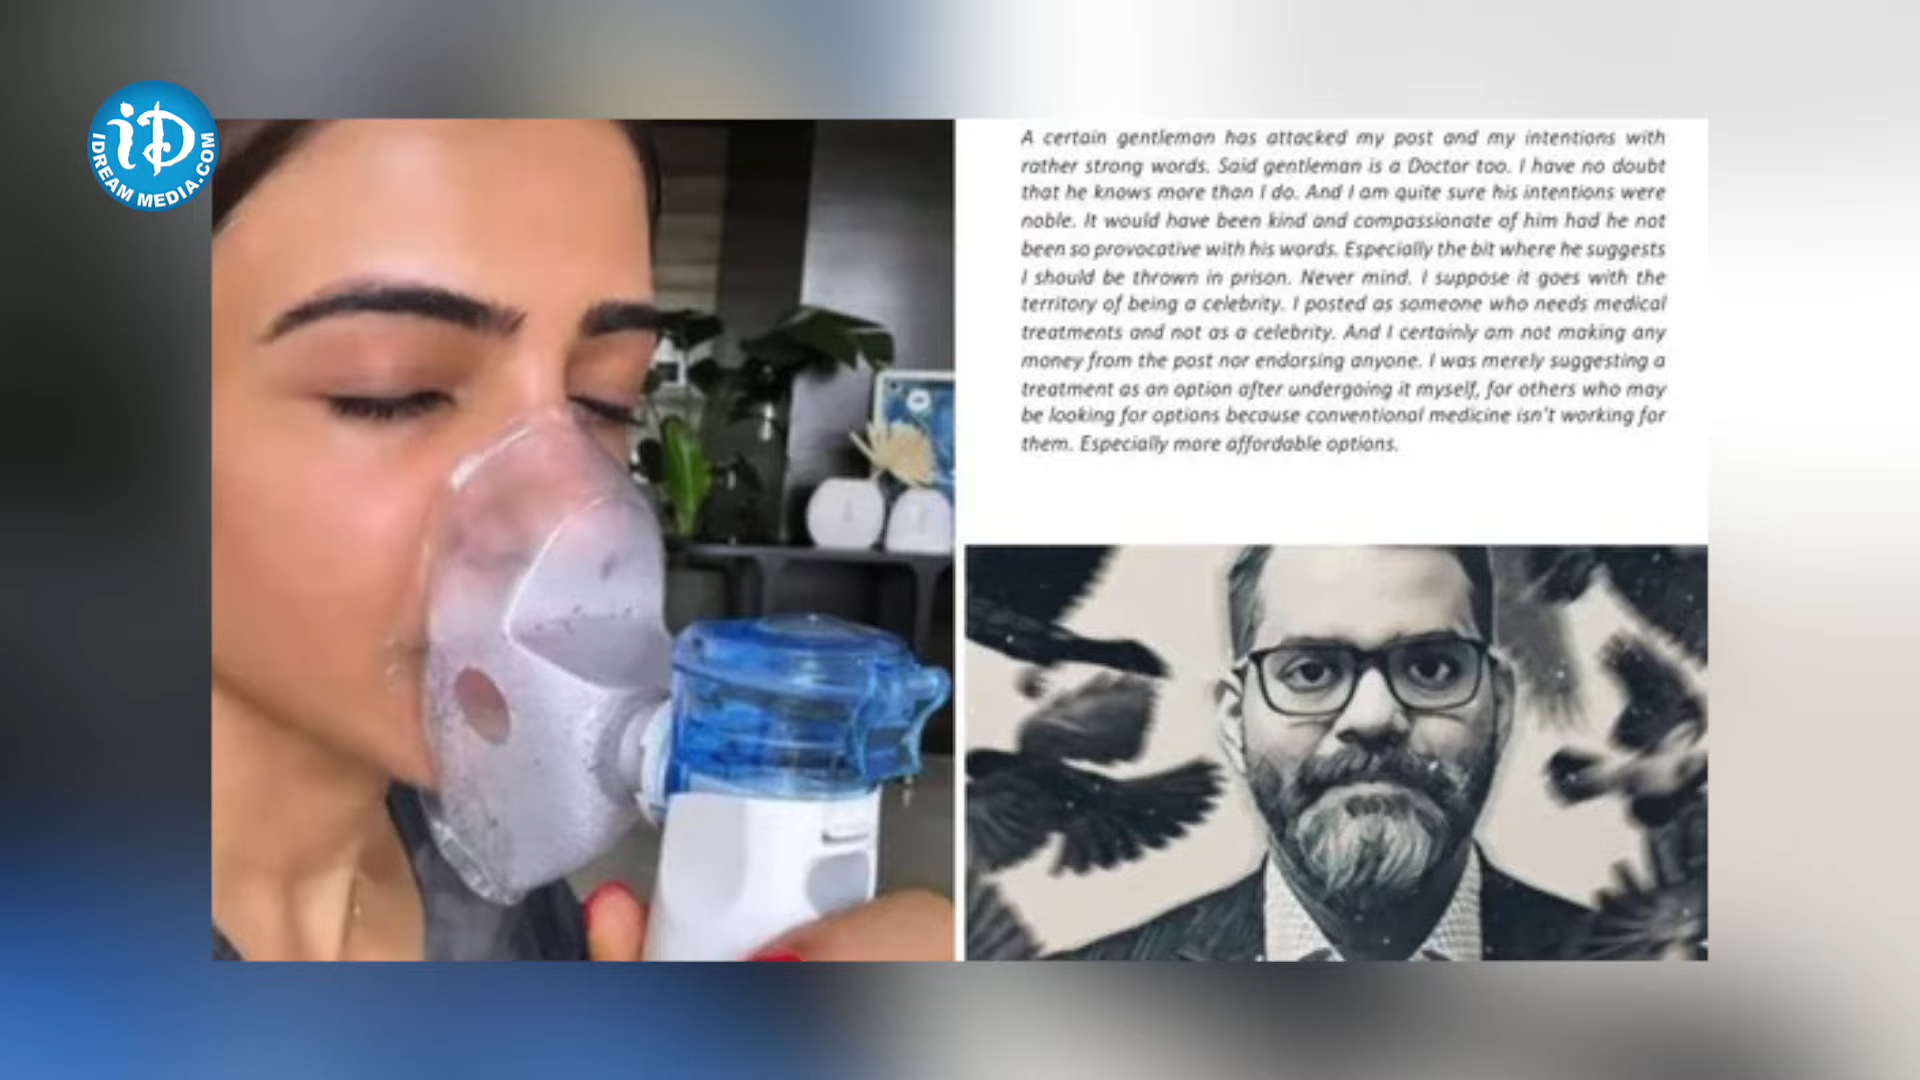 iD
IDREAM MEDIA.COM
A certain gentleman has attacked my post and my intentions with
rather strong words. Said gentleman is a Doctor too. I have no doubt
that he knows more than I do. And I am quite sure his intentions were
noble. It would have been kind and compassionate of him had he not
been so provocative with his words. Especially the bit where he suggests
I should be thrown in prison. Never mind. I suppose it goes with the
territory of being a celebrity. I posted as someone who needs medical
treatments and not as a celebrity. And I certainly am not making any
money from the post nor endorsing anyone. I was merely suggesting a
treatment as an option after undergoing it myself, for others who may
be looking for options because conventional medicine isn't working for
them. Especially more affordable options.